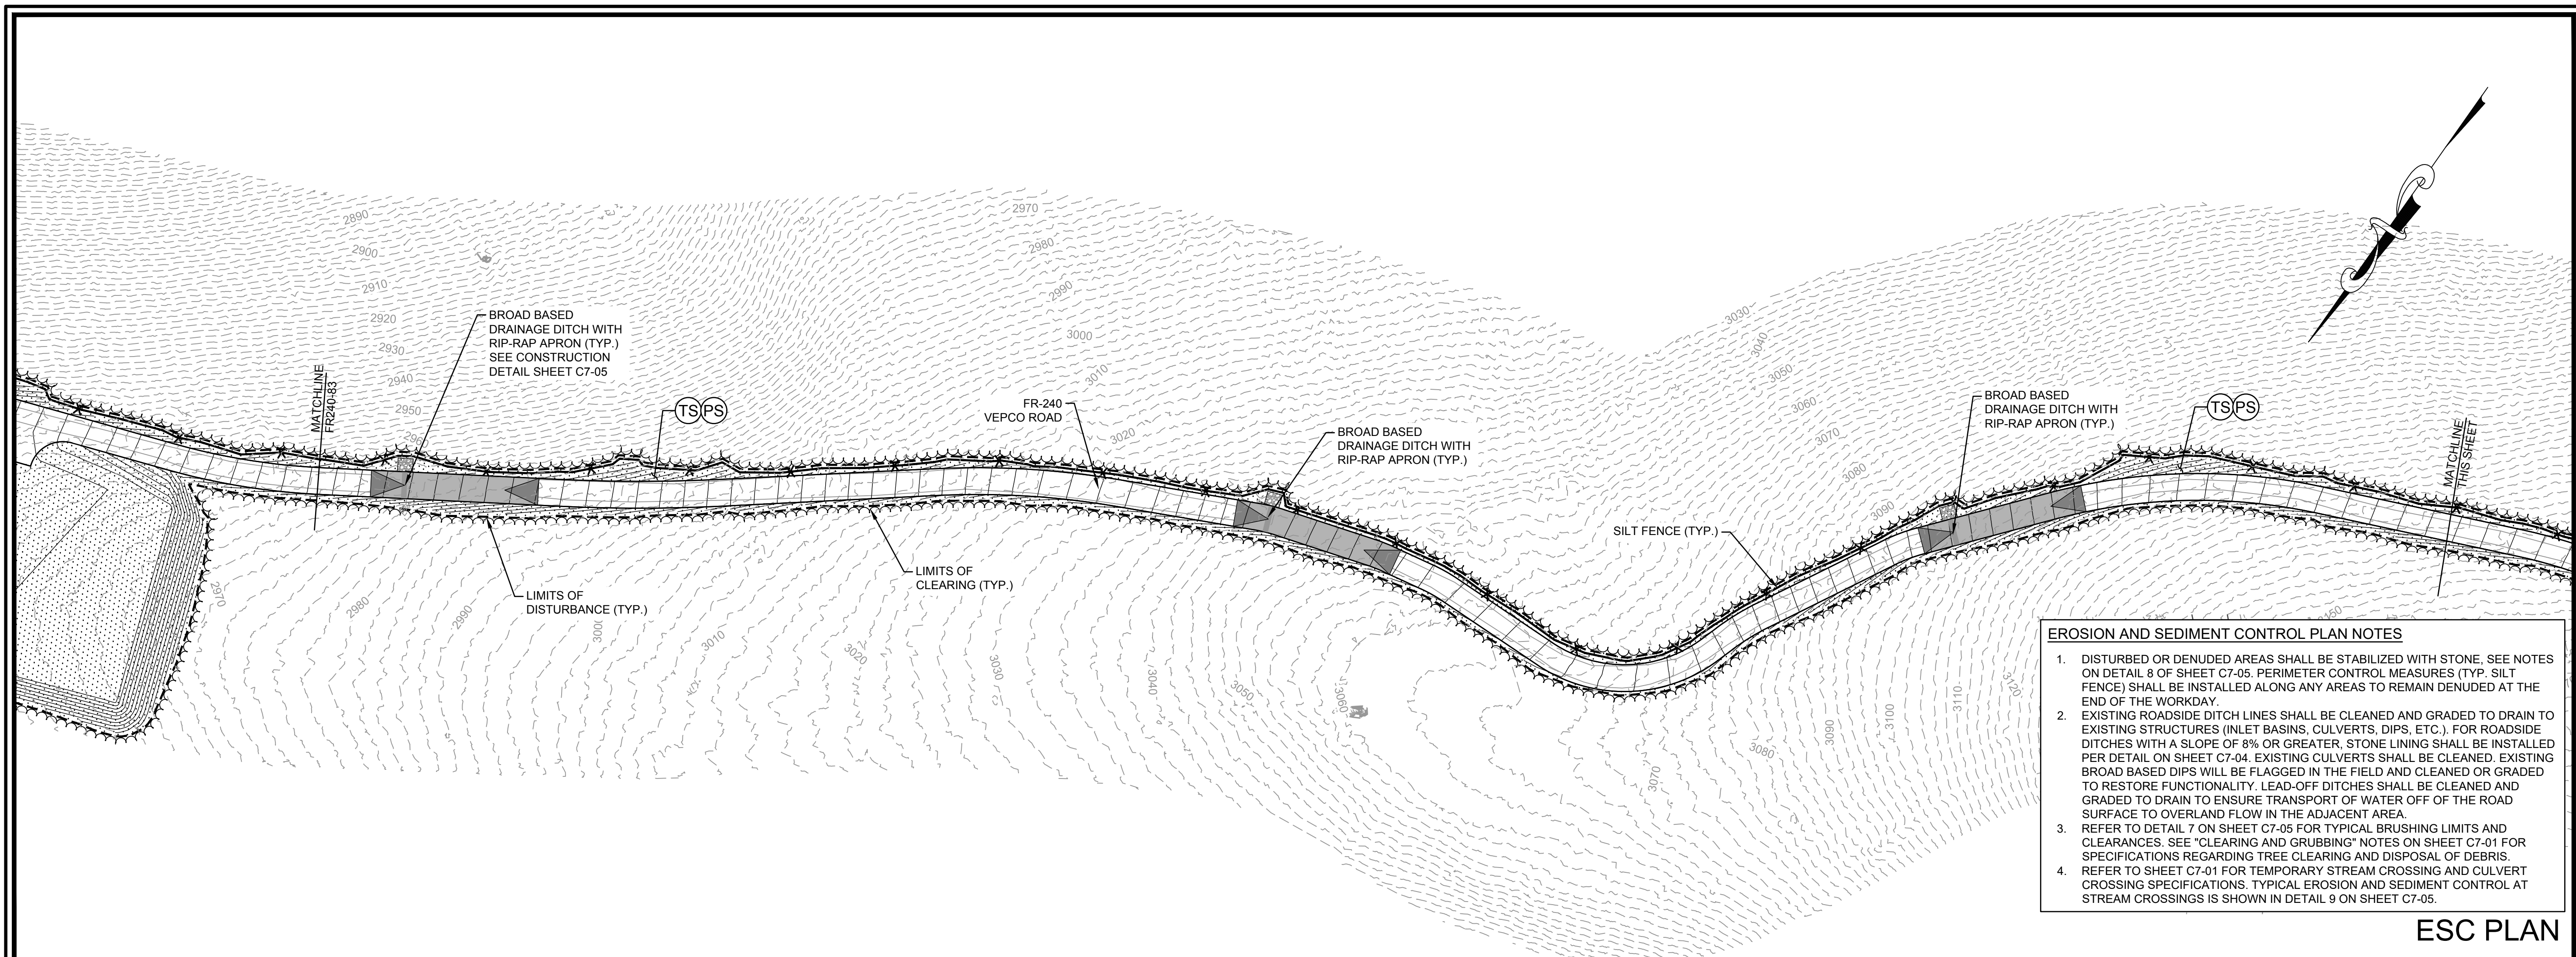 2890
2900
2910
2920
2930
2940
2950
2970
2980
2990
3000
3010
3020
3030
3040
3050
3060
3070
3080
3090
MATCHLINE
FR240-83
BROAD BASED
DRAINAGE DITCH WITH
RIP-RAP APRON (TYP.)
SEE CONSTRUCTION
DETAIL SHEET C7-05
TS PS
FR-240
VEPCO ROAD
BROAD BASED
DRAINAGE DITCH WITH
RIP-RAP APRON (TYP.)
SILT FENCE (TYP.)
BROAD BASED
DRAINAGE DITCH WITH
RIP-RAP APRON (TYP.)
TS PS
MATCHLINE
THIS SHEET
LIMITS OF
DISTURBANCE (TYP.)
LIMITS OF
CLEARING (TYP.)
2970
2980
2990
3010
3020
3030
3040
3050
3060
3070
3080
3090
3100
3110
3120
EROSION AND SEDIMENT CONTROL PLAN NOTES
1. DISTURBED OR DENUDED AREAS SHALL BE STABILIZED WITH STONE, SEE NOTES
ON DETAIL 8 OF SHEET C7-05. PERIMETER CONTROL MEASURES (TYP. SILT
FENCE) SHALL BE INSTALLED ALONG ANY AREAS TO REMAIN DENUDED AT THE
END OF THE WORKDAY.
2. EXISTING ROADSIDE DITCH LINES SHALL BE CLEANED AND GRADED TO DRAIN TO
EXISTING STRUCTURES (INLET BASINS, CULVERTS, DIPS, ETC.). FOR ROADSIDE
DITCHES WITH A SLOPE OF 8% OR GREATER, STONE LINING SHALL BE INSTALLED
PER DETAIL ON SHEET C7-04. EXISTING CULVERTS SHALL BE CLEANED. EXISTING
BROAD BASED DIPS WILL BE FLAGGED IN THE FIELD AND CLEANED OR GRADED
TO RESTORE FUNCTIONALITY. LEAD-OFF DITCHES SHALL BE CLEANED AND
GRADED TO DRAIN TO ENSURE TRANSPORT OF WATER OFF OF THE ROAD
SURFACE TO OVERLAND FLOW IN THE ADJACENT AREA.
3. REFER TO DETAIL 7 ON SHEET C7-05 FOR TYPICAL BRUSHING LIMITS AND
CLEARANCES. SEE "CLEARING AND GRUBBING" NOTES ON SHEET C7-01 FOR
SPECIFICATIONS REGARDING TREE CLEARING AND DISPOSAL OF DEBRIS.
4. REFER TO SHEET C7-01 FOR TEMPORARY STREAM CROSSING AND CULVERT
CROSSING SPECIFICATIONS. TYPICAL EROSION AND SEDIMENT CONTROL AT
STREAM CROSSINGS IS SHOWN IN DETAIL 9 ON SHEET C7-05.
ESC PLAN